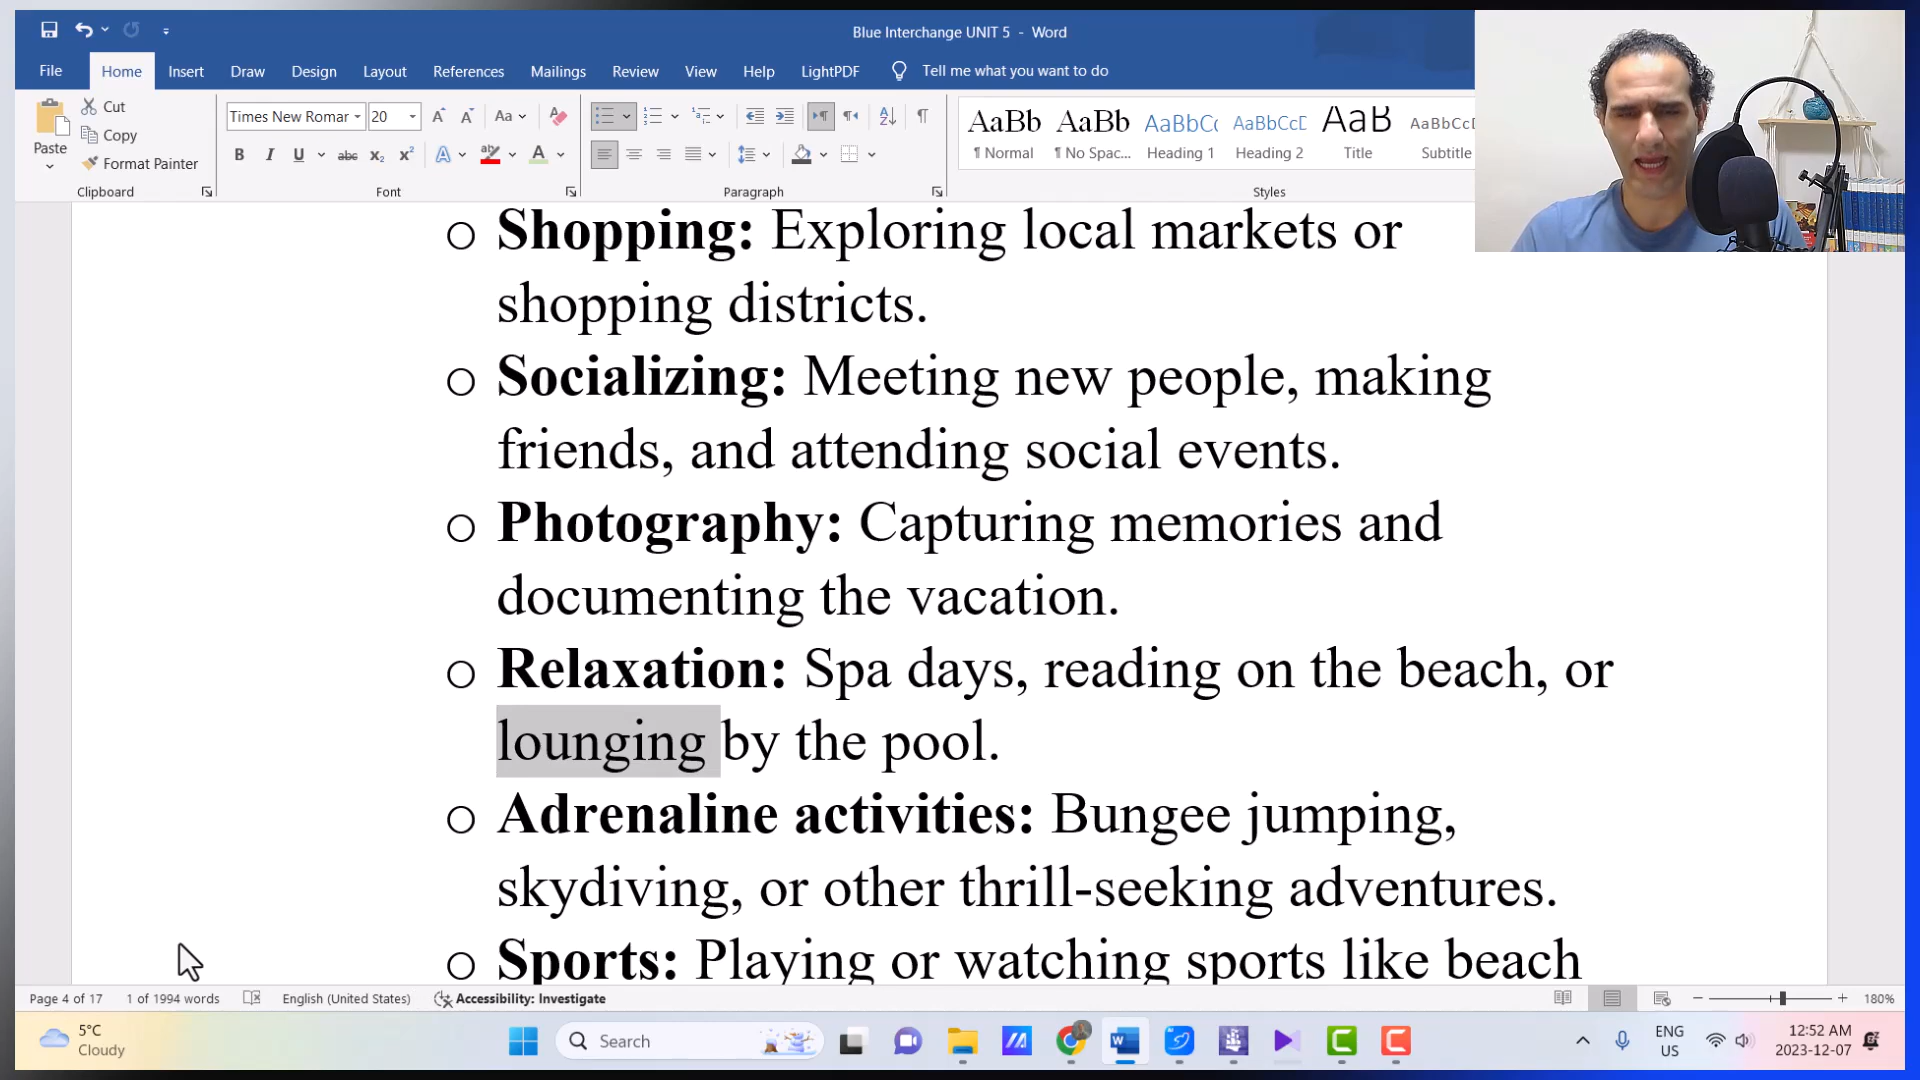 Blue Interchange UNIT 5 - Word
File Home Insert Draw Design Layout References Mailings Review View Help LightPDF Tell me what you want to do
Paste
Cut
Copy
Format Painter
Times New Romar 20
Aa
AaBb AaBb AaBbCc AaBbCcD AaB AaBbCcD
¶ Normal ¶ No Spac... Heading 1 Heading 2 Title Subtitle
Clipboard Font Paragraph Styles
o Shopping: Exploring local markets or
shopping districts.
o Socializing: Meeting new people, making
friends, and attending social events.
o Photography: Capturing memories and
documenting the vacation.
o Relaxation: Spa days, reading on the beach, or
lounging by the pool.
o Adrenaline activities: Bungee jumping,
skydiving, or other thrill-seeking adventures.
o Sports: Playing or watching sports like beach
Page 4 of 17 1 of 1994 words English (United States) Accessibility: Investigate 180%
5°C
Cloudy
Search
ENG
US
12:52 AM
2023-12-07